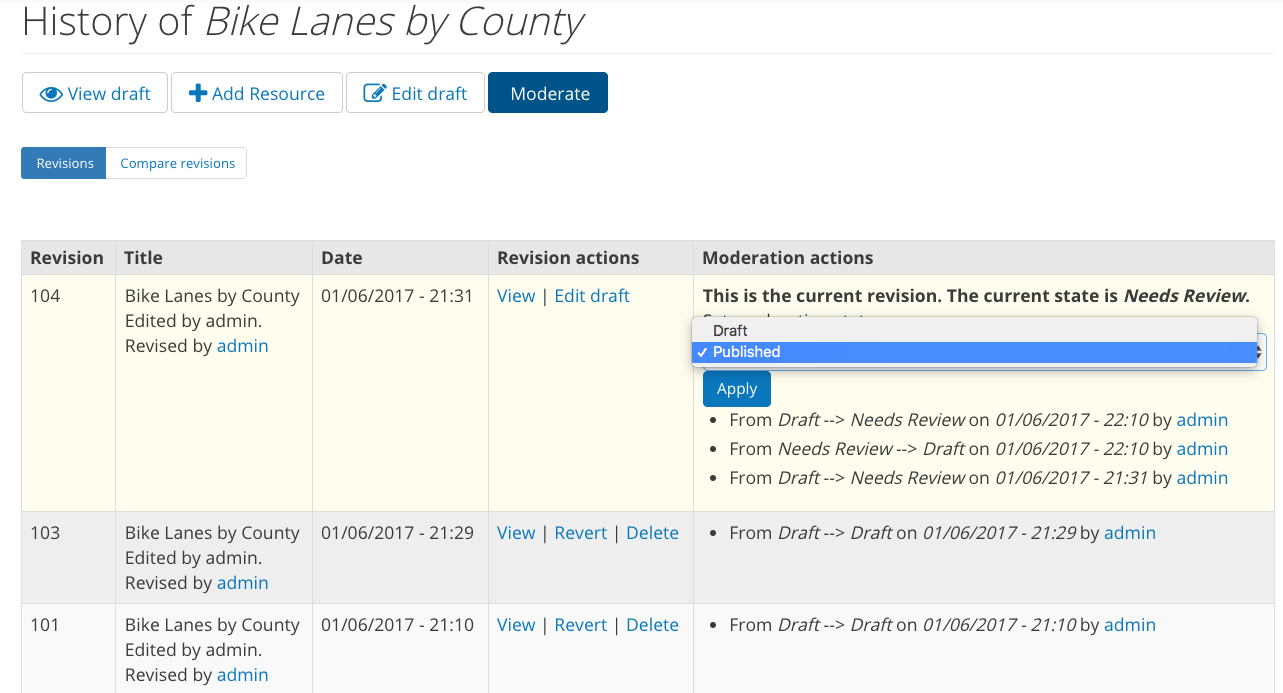 History of Bike Lanes by County
View draft Add Resource Edit draft Moderate
Revisions Compare revisions
Revision Title Date Revision actions Moderation actions
104 Bike Lanes by County 01/06/2017 - 21:31 View | Edit draft This is the current revision. The current state is Needs Review.
Edited by admin.
Revised by admin
Draft
✓ Published
Apply
• From Draft --> Needs Review on 01/06/2017 - 22:10 by admin
• From Needs Review --> Draft on 01/06/2017 - 22:10 by admin
• From Draft --> Needs Review on 01/06/2017 - 21:31 by admin
103 Bike Lanes by County 01/06/2017 - 21:29 View | Revert | Delete • From Draft --> Draft on 01/06/2017 - 21:29 by admin
Edited by admin.
Revised by admin
101 Bike Lanes by County 01/06/2017 - 21:10 View | Revert | Delete • From Draft --> Draft on 01/06/2017 - 21:10 by admin
Edited by admin.
Revised by admin